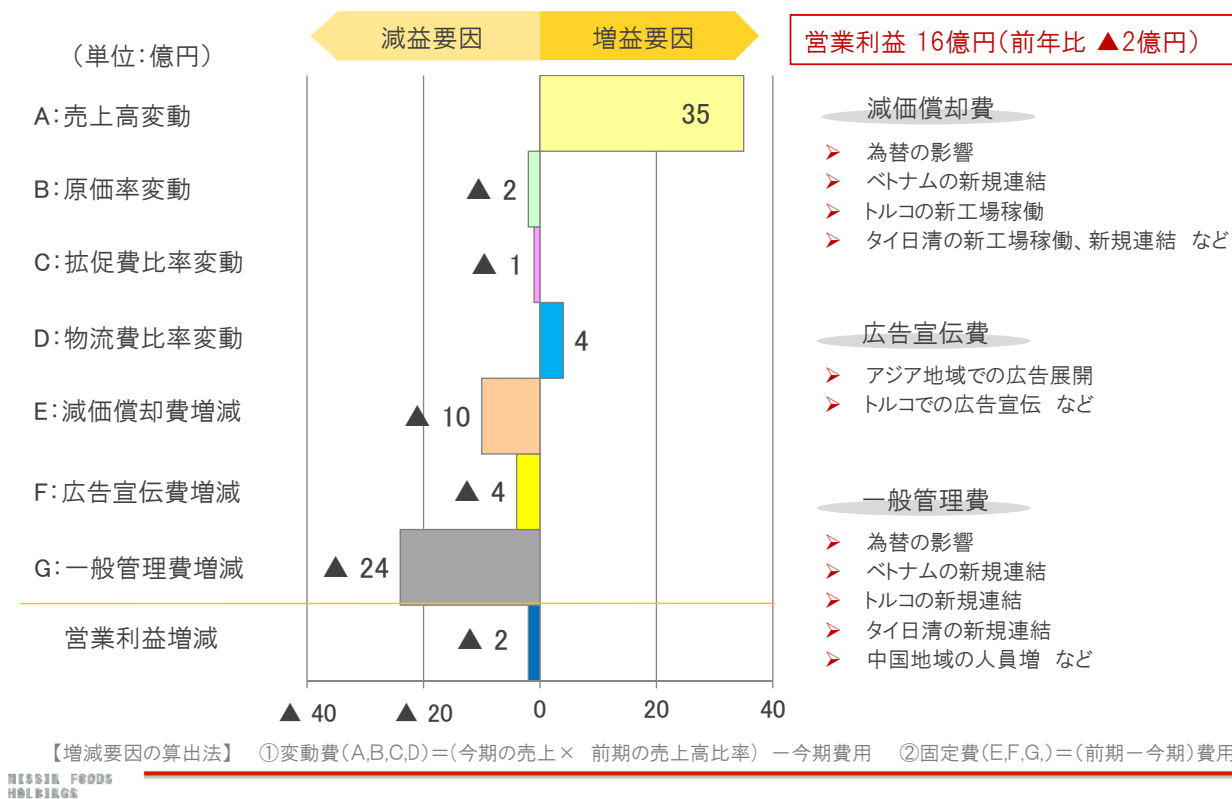 減益要因 増益要因
営業利益 16億円(前年比 ▲2億円)
(単位:億円)
A:売上高変動 35
B:原価率変動 ▲ 2
C:拡促費比率変動 ▲ 1
D:物流費比率変動 4
E:減価償却費増減 ▲ 10
F:広告宣伝費増減 ▲ 4
G:一般管理費増減 ▲ 24
営業利益増減 ▲ 2
▲ 40 ▲ 20 0 20 40
減価償却費
➢ 為替の影響
➢ ベトナムの新規連結
➢ トルコの新工場稼働
➢ タイ日清の新工場稼働、新規連結 など
広告宣伝費
➢ アジア地域での広告展開
➢ トルコでの広告宣伝 など
一般管理費
➢ 為替の影響
➢ ベトナムの新規連結
➢ トルコの新規連結
➢ タイ日清の新規連結
➢ 中国地域の人員増 など
【増減要因の算出法】 ①変動費(A,B,C,D)=(今期の売上× 前期の売上高比率) -今期費用 ②固定費(E,F,G,)=(前期-今期)費用
NISSIN FOODS
HOLDINGS